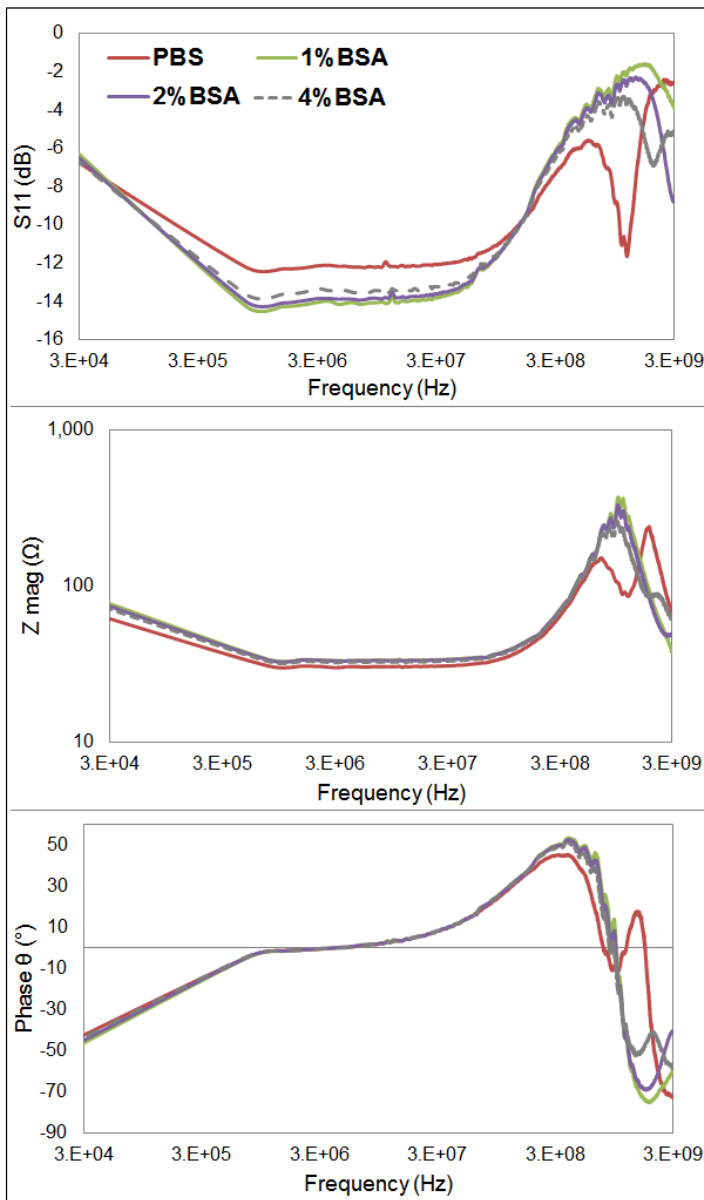 0
-2
-4
-6
-8
-10
-12
-14
-16
S11 (dB)
PBS 1% BSA
2% BSA 4% BSA
3.E+04 3.E+05 3.E+06 3.E+07 3.E+08 3.E+09
Frequency (Hz)
1,000
100
10
Z mag (Ω)
3.E+04 3.E+05 3.E+06 3.E+07 3.E+08 3.E+09
Frequency (Hz)
50
30
10
-10
-30
-50
-70
-90
Phase θ (°)
3.E+04 3.E+05 3.E+06 3.E+07 3.E+08 3.E+09
Frequency (Hz)